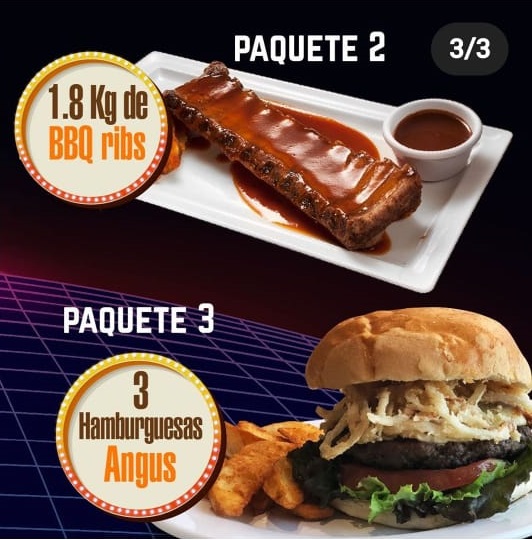 PAQUETE 2
3/3
1.8 Kg de
BBQ ribs
PAQUETE 3
3
Hamburguesas
Angus